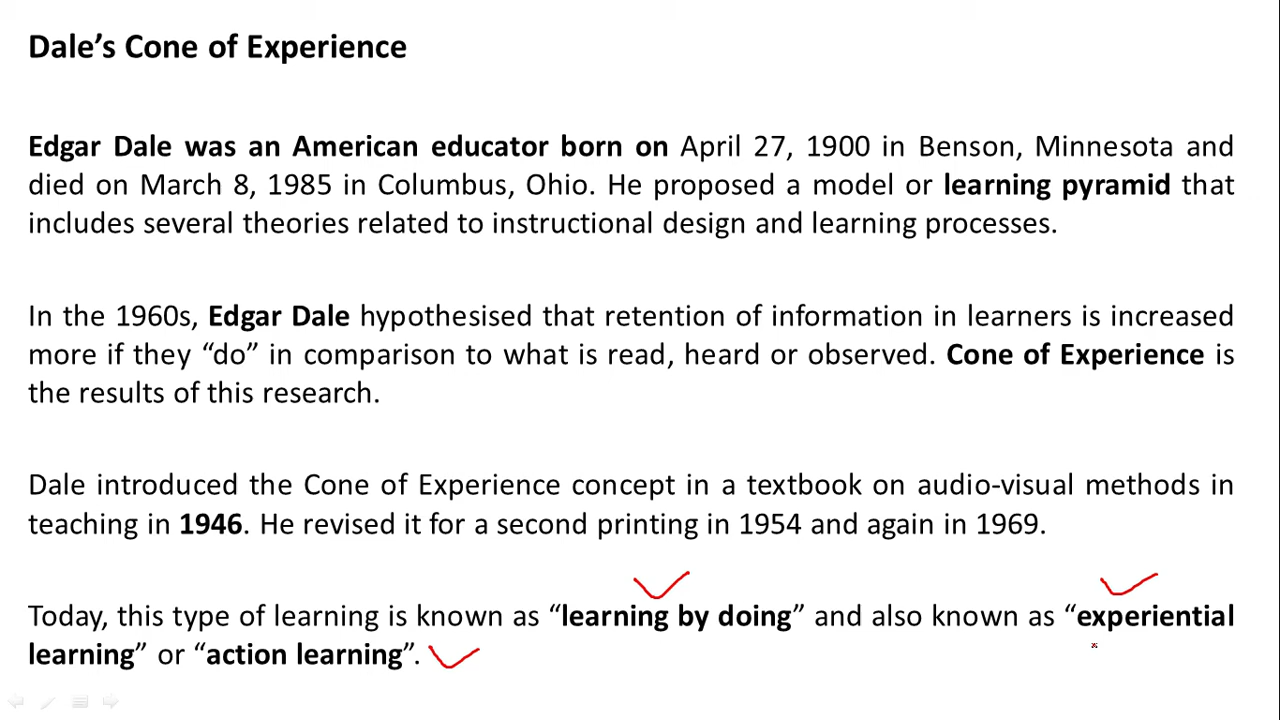 Dale’s Cone of Experience
Edgar Dale was an American educator born on April 27, 1900 in Benson, Minnesota and
died on March 8, 1985 in Columbus, Ohio. He proposed a model or learning pyramid that
includes several theories related to instructional design and learning processes.
In the 1960s, Edgar Dale hypothesised that retention of information in learners is increased
more if they “do” in comparison to what is read, heard or observed. Cone of Experience is
the results of this research.
Dale introduced the Cone of Experience concept in a textbook on audio-visual methods in
teaching in 1946. He revised it for a second printing in 1954 and again in 1969.
Today, this type of learning is known as “learning by doing” and also known as “experiential
learning” or “action learning”.